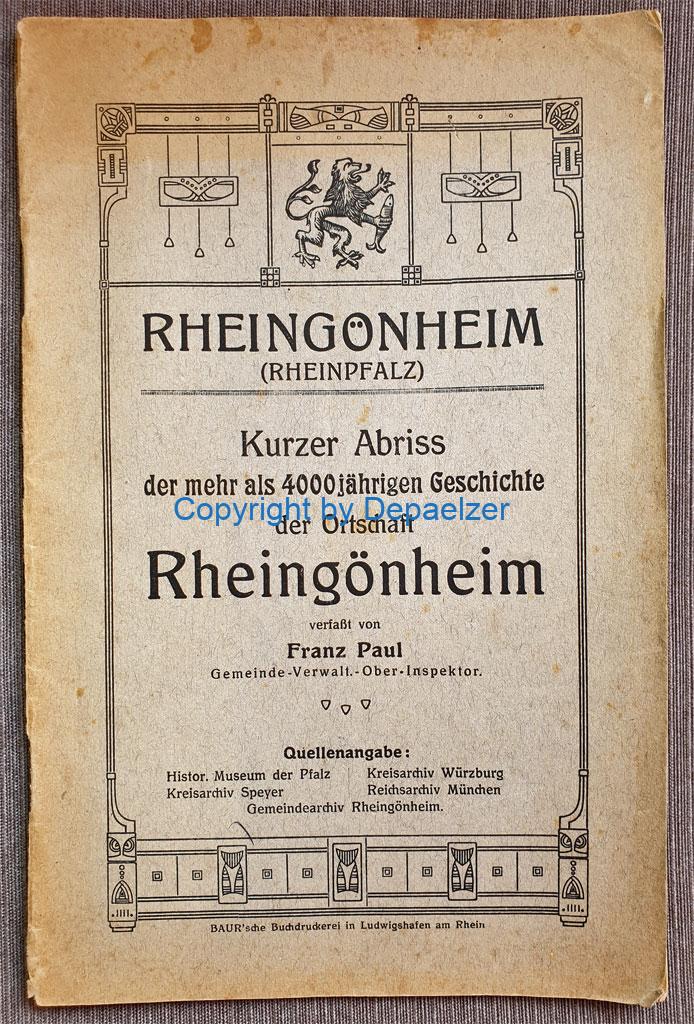 RHEINGÖNHEIM
(RHEINPFALZ)
Kurzer Abriss
der mehr als 4000jährigen Geschichte
Copyright by Depaelzer
der Ortschaft
Rheingönheim
verfaßt von
Franz Paul
Gemeinde-Verwalt.-Ober-Inspektor.
Quellenangabe:
Histor. Museum der Pfalz Kreisarchiv Würzburg
Kreisarchiv Speyer Reichsarchiv München
Gemeindearchiv Rheingönheim.
BAUR'sche Buchdruckerei in Ludwigshafen am Rhein